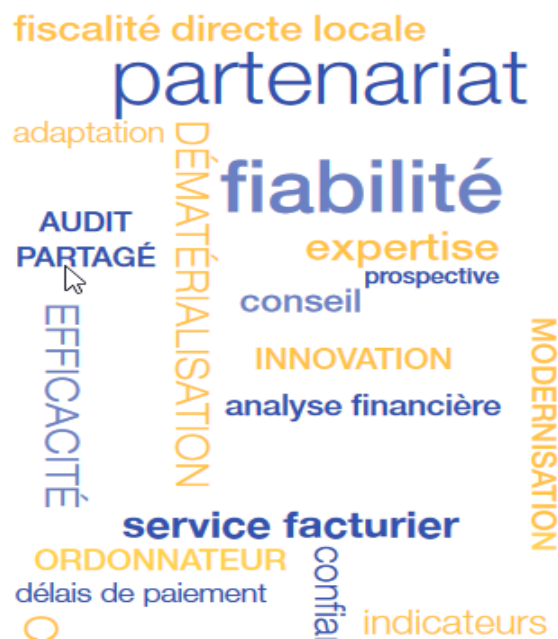 fiscalité directe locale
partenariat
adaptation
DÉMATÉRIALISATION
fiabilité
AUDIT
PARTAGÉ
expertise
prospective
conseil
EFFICACITÉ
INNOVATION
MODERNISATION
analyse financière
service facturier
ORDONNATEUR
délais de paiement
indicateurs